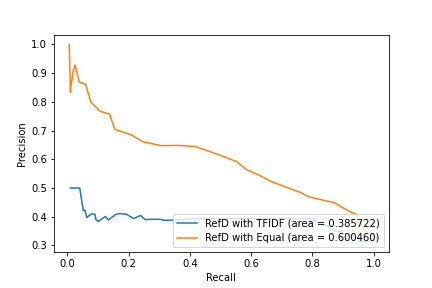 1.0
0.9
0.8
0.7
0.6
0.5
0.4
0.3
Precision
RefD with TFIDF (area = 0.385722)
RefD with Equal (area = 0.600460)
0.0 0.2 0.4 0.6 0.8 1.0
Recall